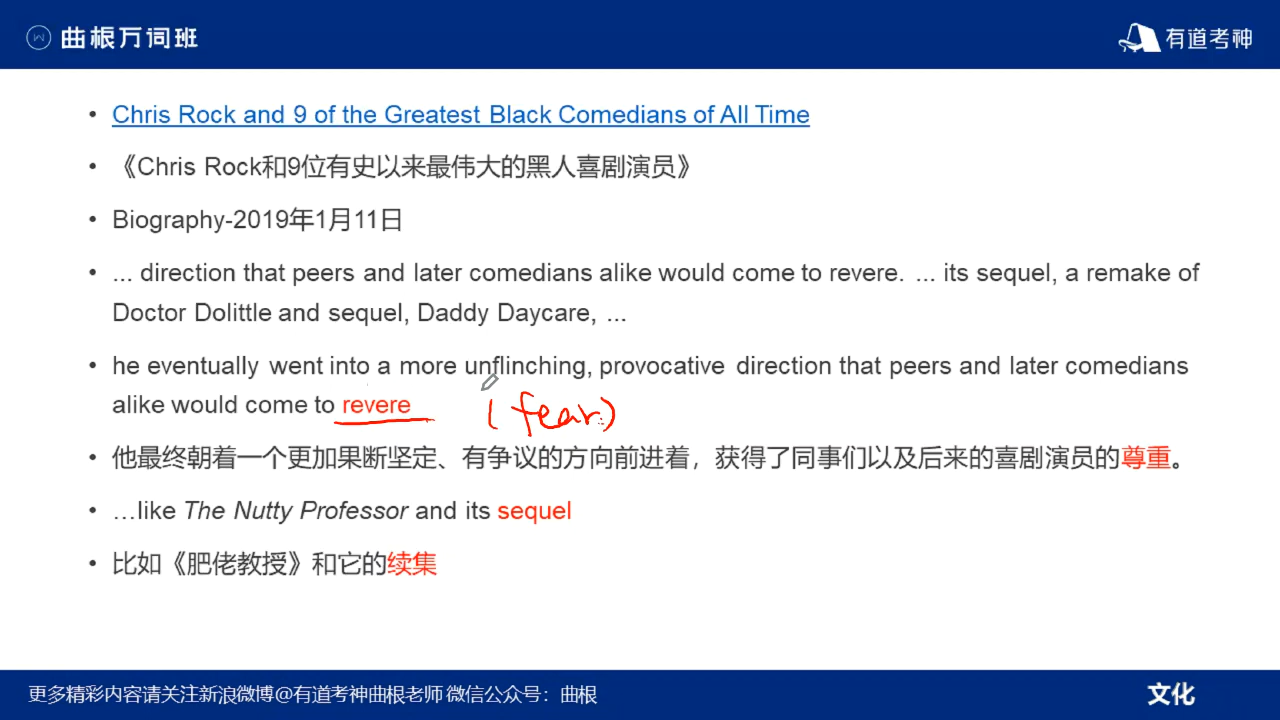 曲根万词班
有道考神
• Chris Rock and 9 of the Greatest Black Comedians of All Time
• 《Chris Rock和9位有史以来最伟大的黑人喜剧演员》
• Biography-2019年1月11日
• ... direction that peers and later comedians alike would come to revere. ... its sequel, a remake of
Doctor Dolittle and sequel, Daddy Daycare, ...
• he eventually went into a more unflinching, provocative direction that peers and later comedians
alike would come to revere (fear)
• 他最终朝着一个更加果断坚定、有争议的方向前进着，获得了同事们以及后来的喜剧演员的尊重。
• …like The Nutty Professor and its sequel
• 比如《肥佬教授》和它的续集
更多精彩内容请关注新浪微博@有道考神曲根老师 微信公众号：曲根
文化